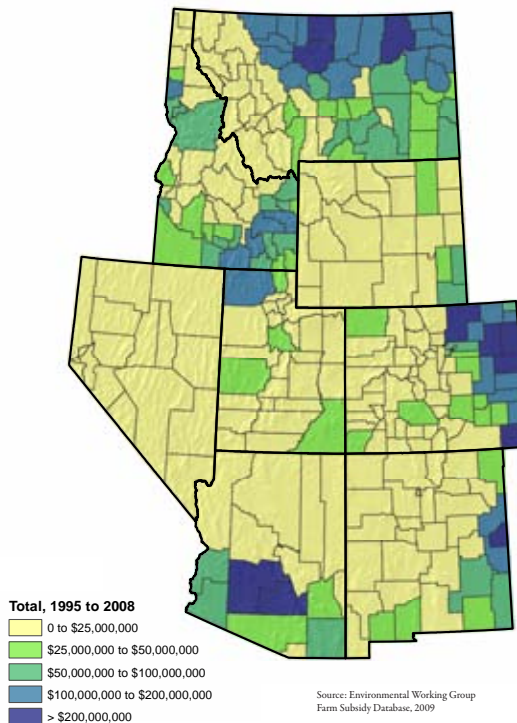 Total, 1995 to 2008
0 to $25,000,000
$25,000,000 to $50,000,000
$50,000,000 to $100,000,000
$100,000,000 to $200,000,000
> $200,000,000
Source: Environmental Working Group
Farm Subsidy Database, 2009